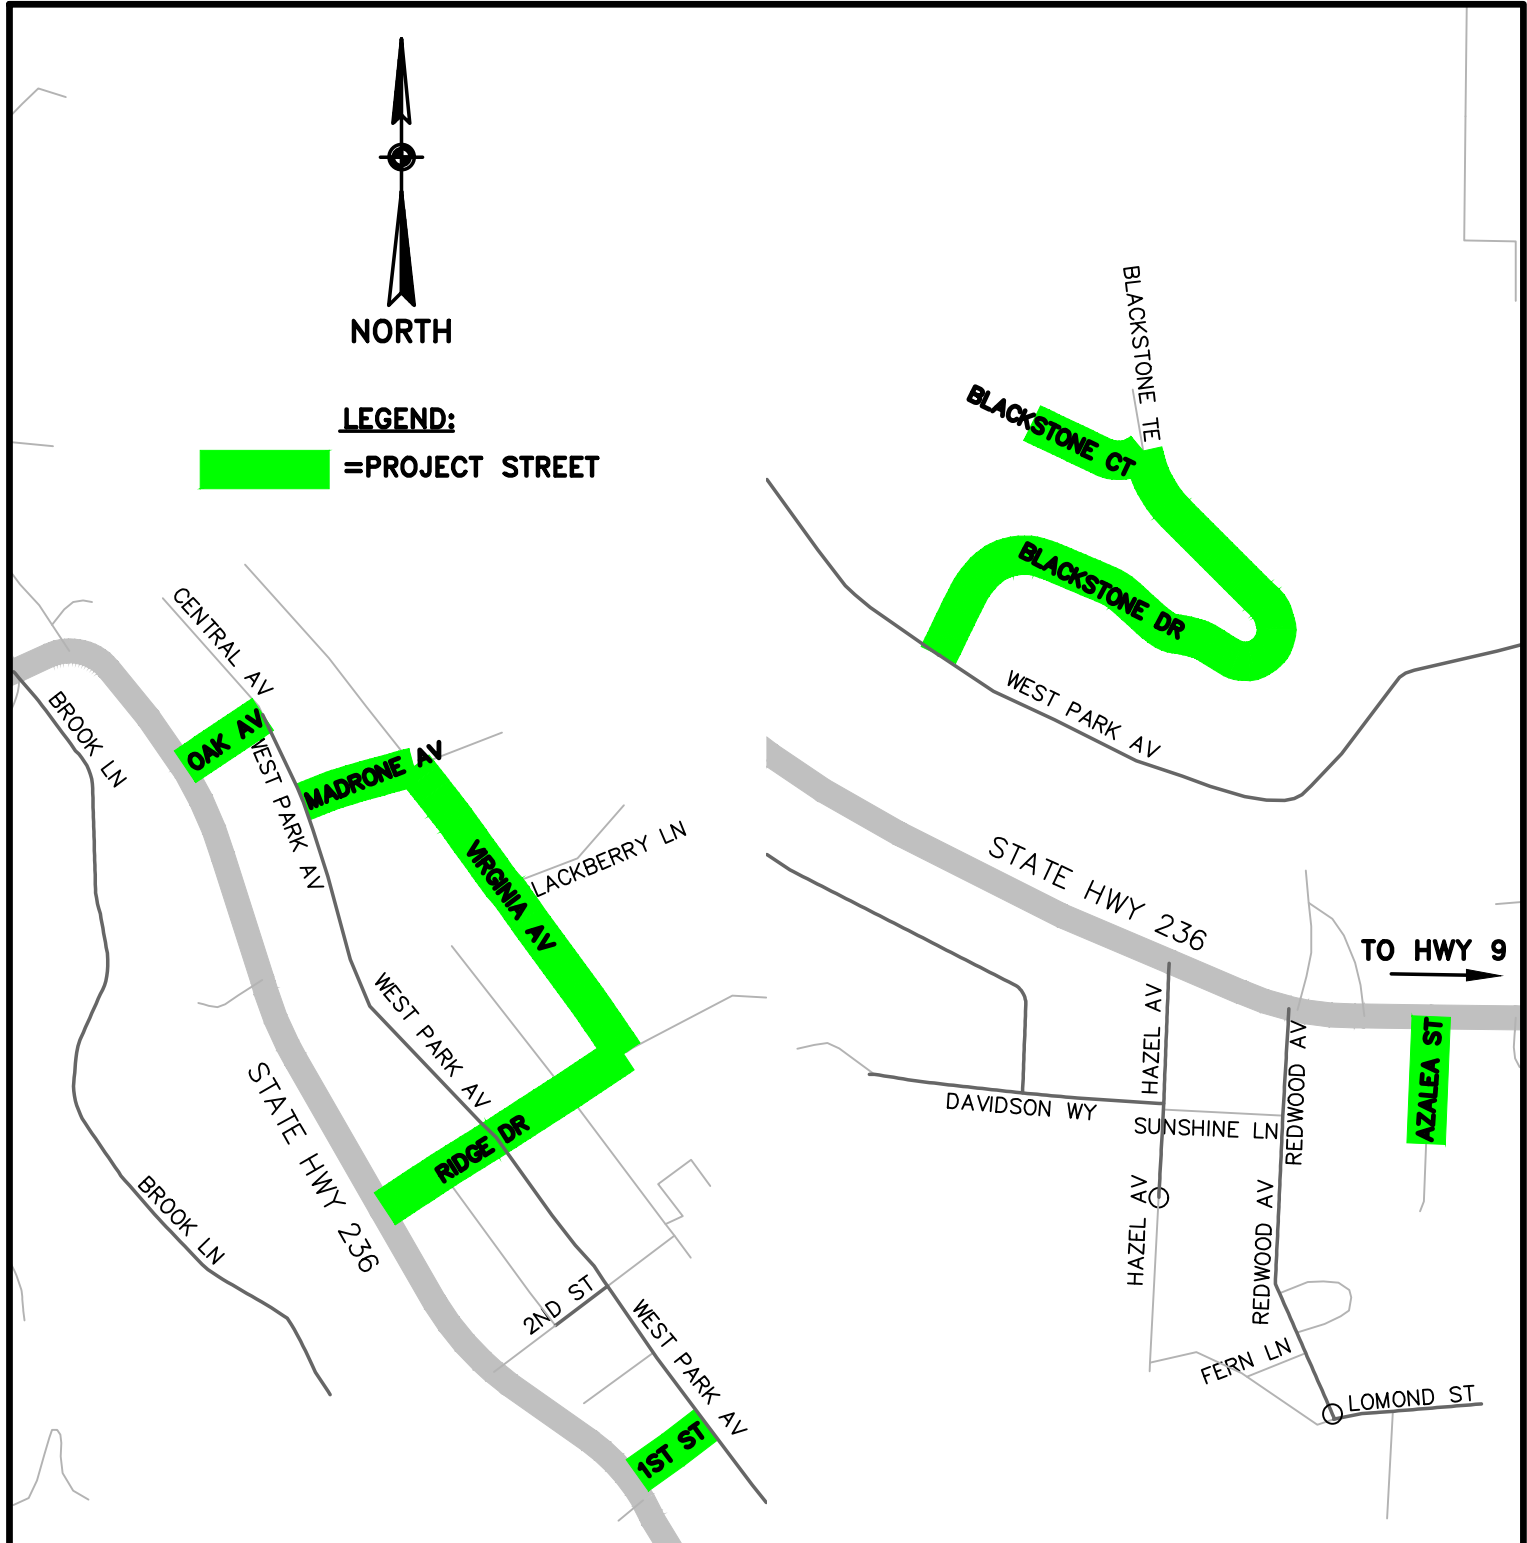 NORTH
LEGEND:
=PROJECT STREET
BLACKSTONE TE
BLACKSTONE CT
BLACKSTONE DR
WEST PARK AV
CENTRAL AV
BROOK LN
OAK AV
WEST PARK AV
MADRONE AV
VIRGINIA AV
LACKBERRY LN
STATE HWY 236
TO HWY 9
WEST PARK AV
HAZEL AV
REDWOOD AV
AZALEA ST
DAVIDSON WY
SUNSHINE LN
STATE HWY 236
RIDGE DR
BROOK LN
HAZEL AV
REDWOOD AV
2ND ST
WEST PARK AV
FERN LN
LOMOND ST
1ST ST